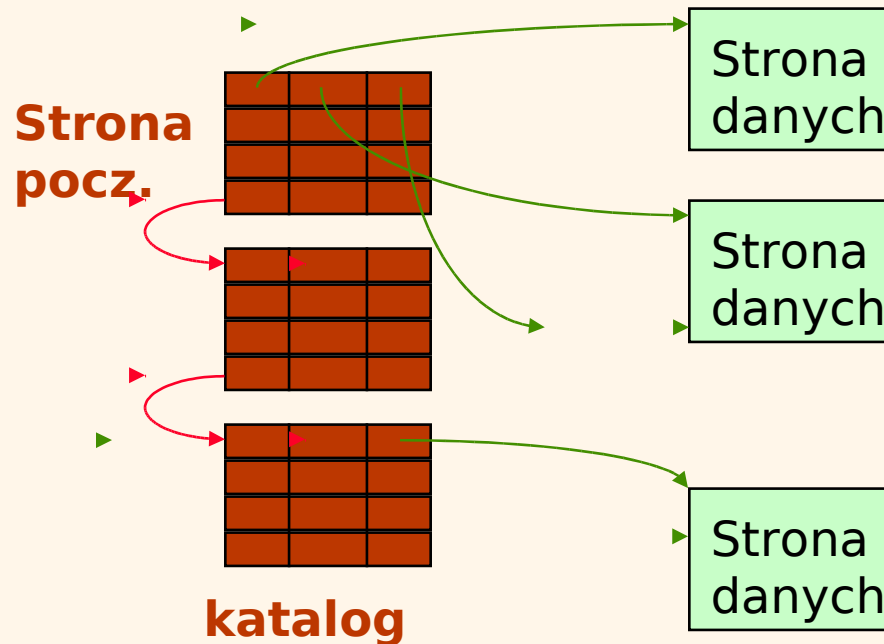 Strona
pocz.
Strona
danych
Strona
danych
Strona
danych
katalog